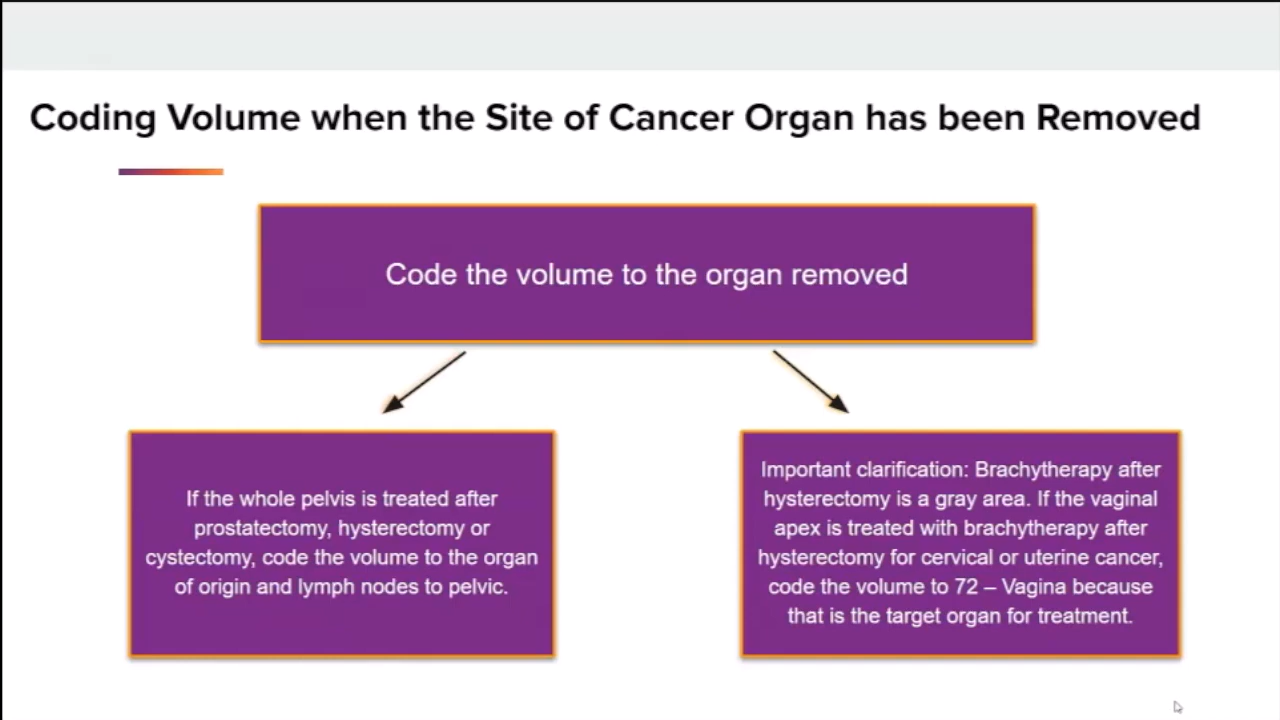 Coding Volume when the Site of Cancer Organ has been Removed
Code the volume to the organ removed
If the whole pelvis is treated after
prostatectomy, hysterectomy or
cystectomy, code the volume to the organ
of origin and lymph nodes to pelvic.
Important clarification: Brachytherapy after
hysterectomy is a gray area. If the vaginal
apex is treated with brachytherapy after
hysterectomy for cervical or uterine cancer,
code the volume to 72 – Vagina because
that is the target organ for treatment.